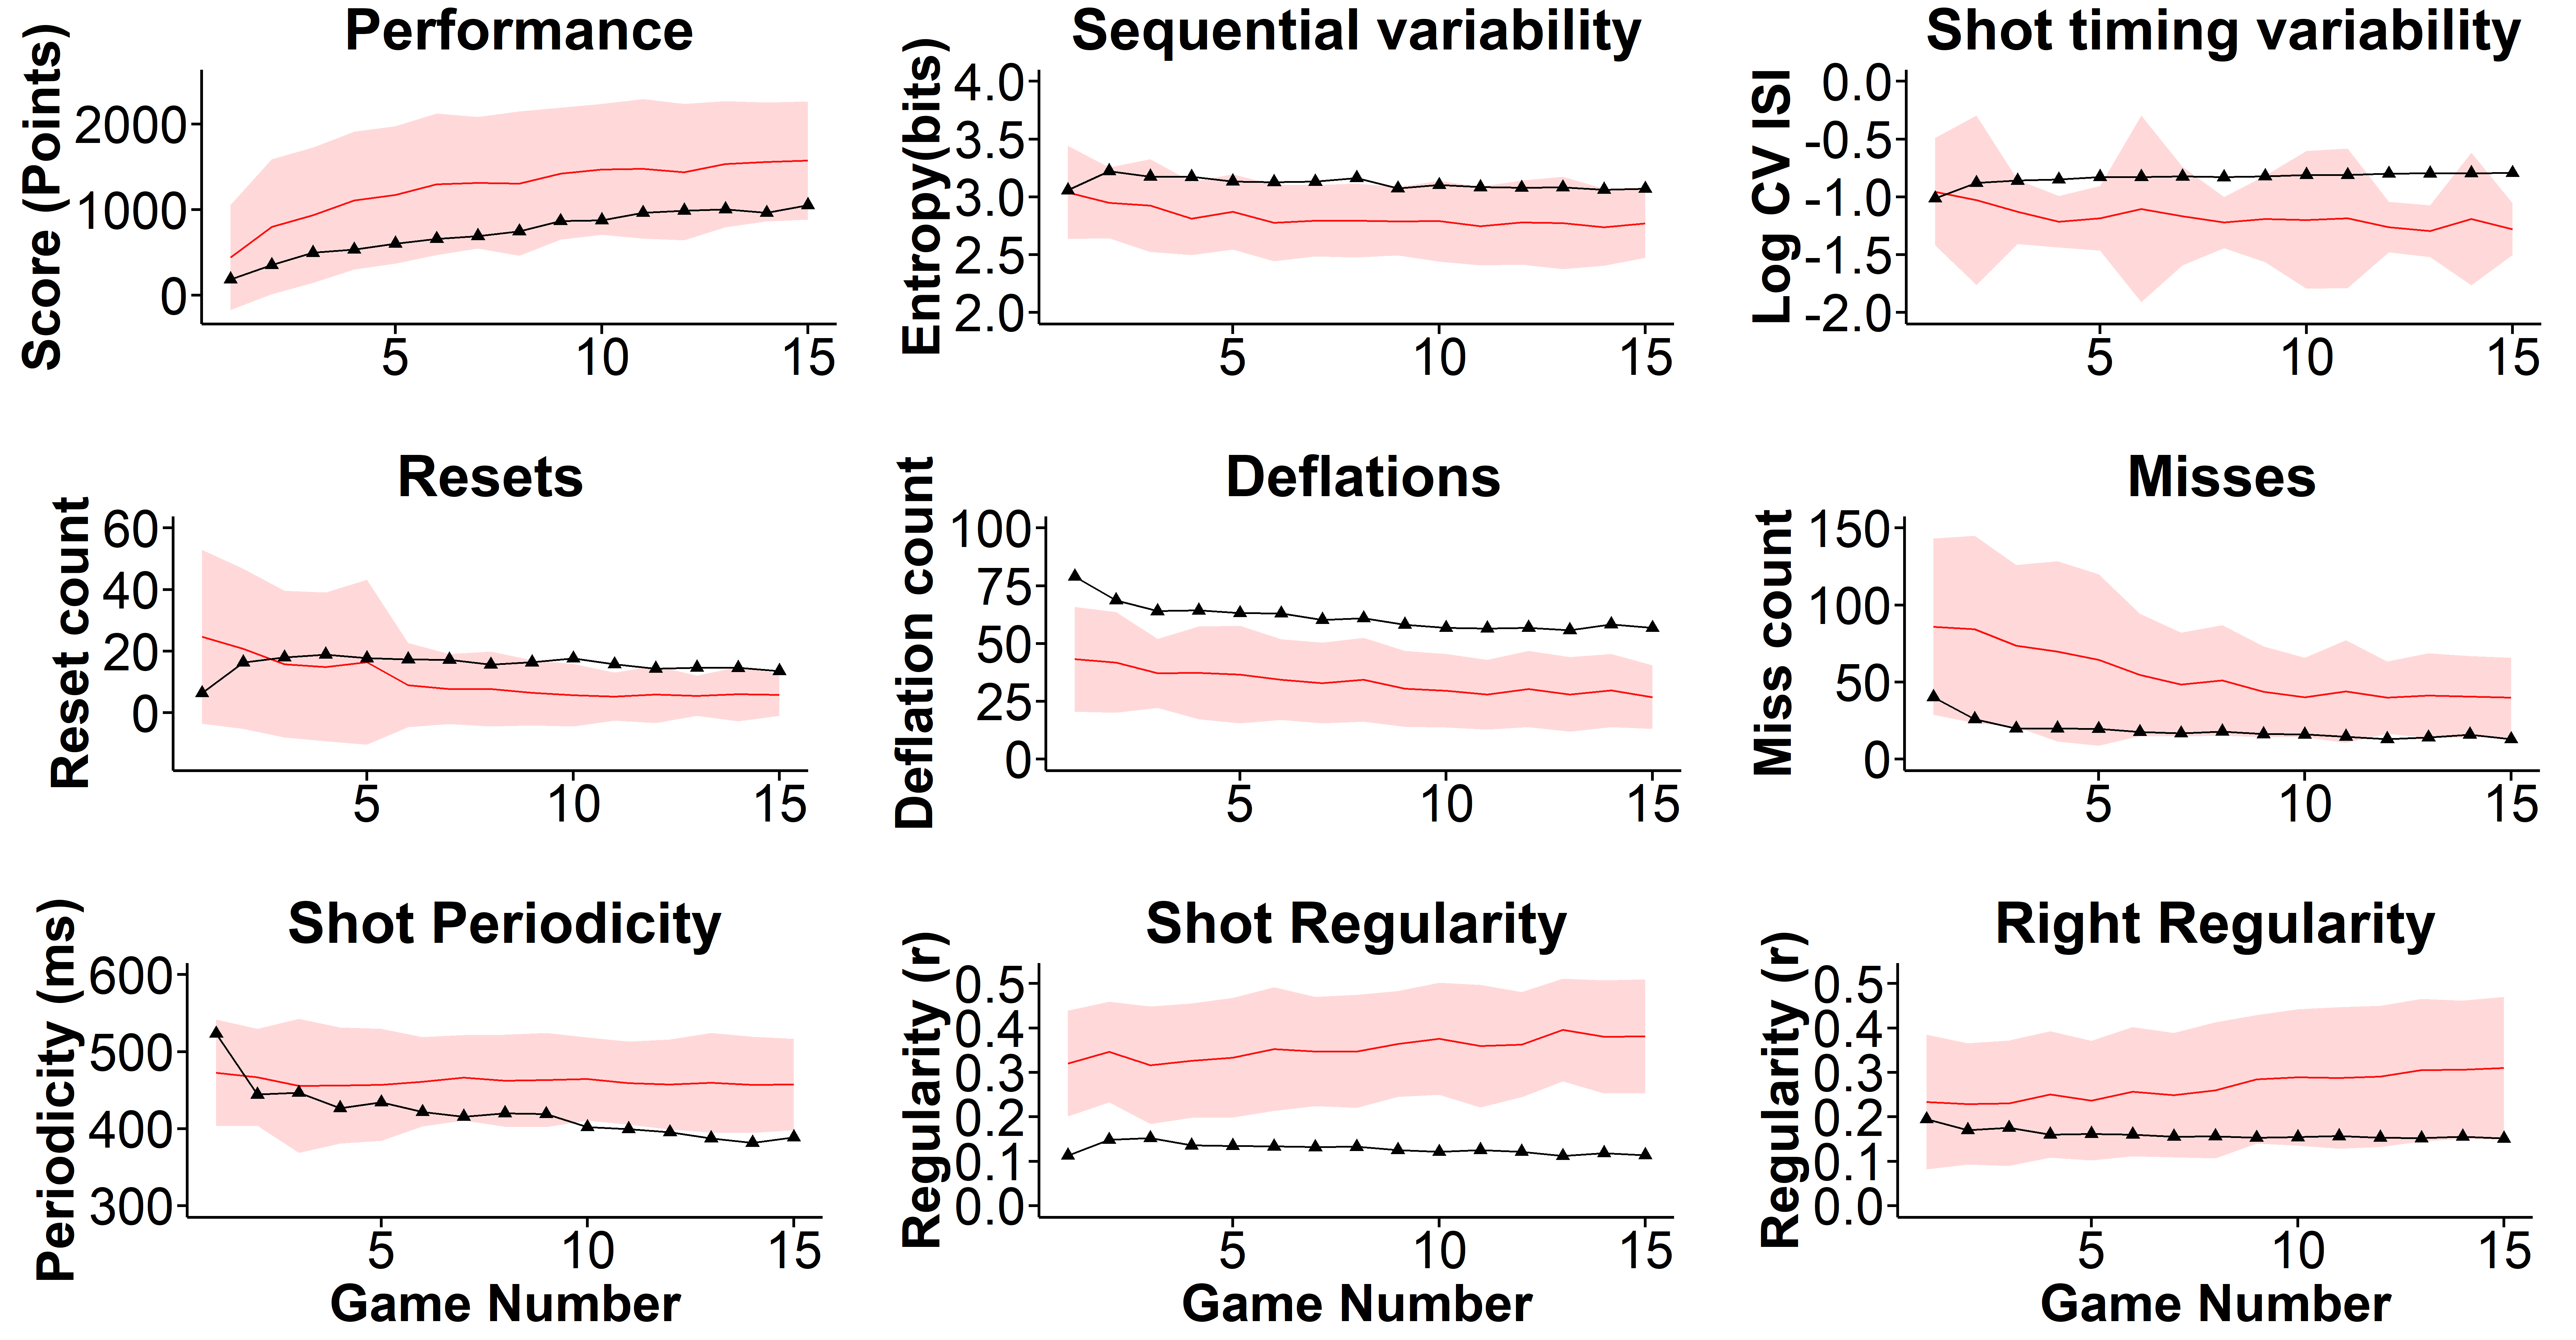 Performance
Score (Points)
2000
1000
0
5 10 15
Sequential variability
Entropy(bits)
4.0
3.5
3.0
2.5
2.0
5 10 15
Shot timing variability
Log CV ISI
0.0
-0.5
-1.0
-1.5
-2.0
5 10 15
Resets
Reset count
60
40
20
0
5 10 15
Deflations
Deflation count
100
75
50
25
0
5 10 15
Misses
Miss count
150
100
50
0
5 10 15
Shot Periodicity
Periodicity (ms)
600
500
400
300
5 10 15
Game Number
Shot Regularity
Regularity (r)
0.5
0.4
0.3
0.2
0.1
0.0
5 10 15
Game Number
Right Regularity
Regularity (r)
0.5
0.4
0.3
0.2
0.1
0.0
5 10 15
Game Number